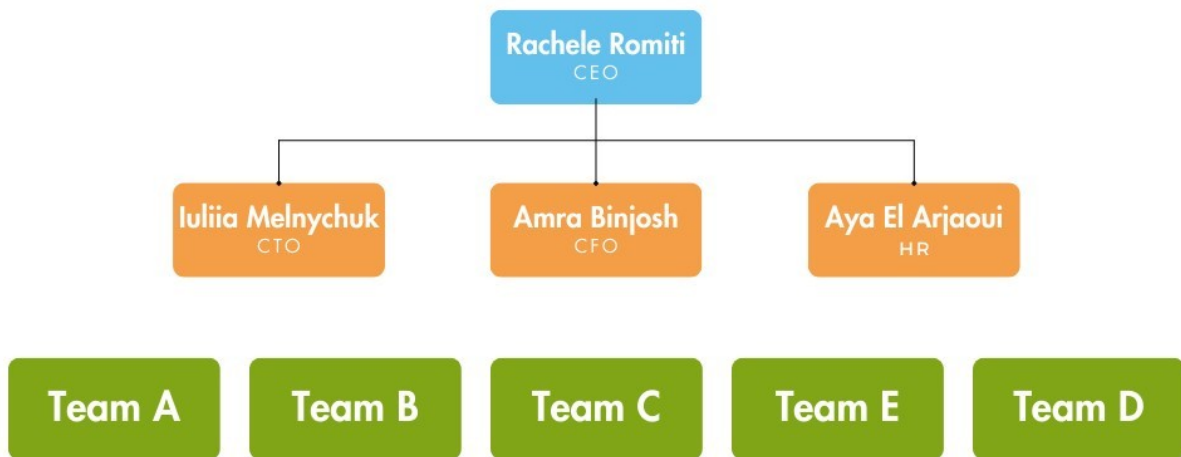 Rachele Romiti
CEO
Iuliia Melnychuk
CTO
Amra Binjosh
CFO
Aya El Arjaoui
HR
Team A
Team B
Team C
Team E
Team D